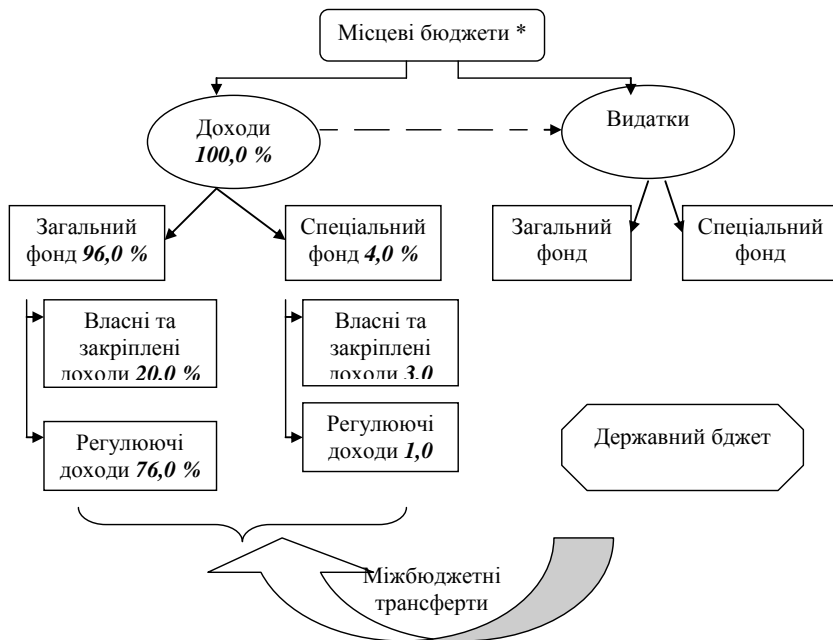 Місцеві бюджети *
Доходи
100,0 %
Видатки
Загальний
фонд 96,0 %
Спеціальний
фонд 4,0 %
Загальний
фонд
Спеціальний
фонд
Власні та
закріплені
доходи 20,0 %
Власні та
закріплені
доходи 3,0
Регулюючі
доходи 76,0 %
Регулюючі
доходи 1,0
Державний бджет
Міжбюджетні
трансферти